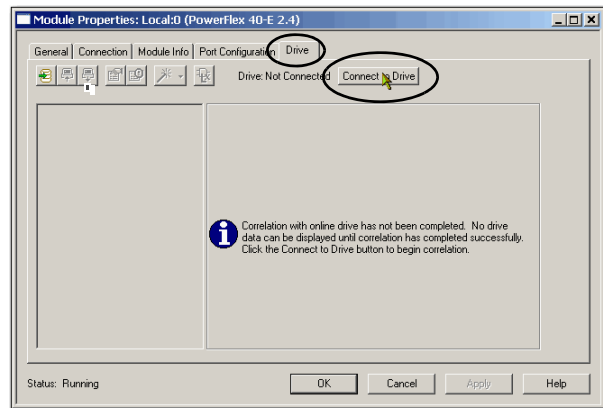 Module Properties: Local:0 (PowerFlex 40-E 2.4)
General Connection Module Info Port Configuration Drive
Drive: Not Connected Connect to Drive
Correlation with online drive has not been completed. No drive
data can be displayed until correlation has completed successfully.
Click the Connect to Drive button to begin correlation.
Status: Running OK Cancel Apply Help